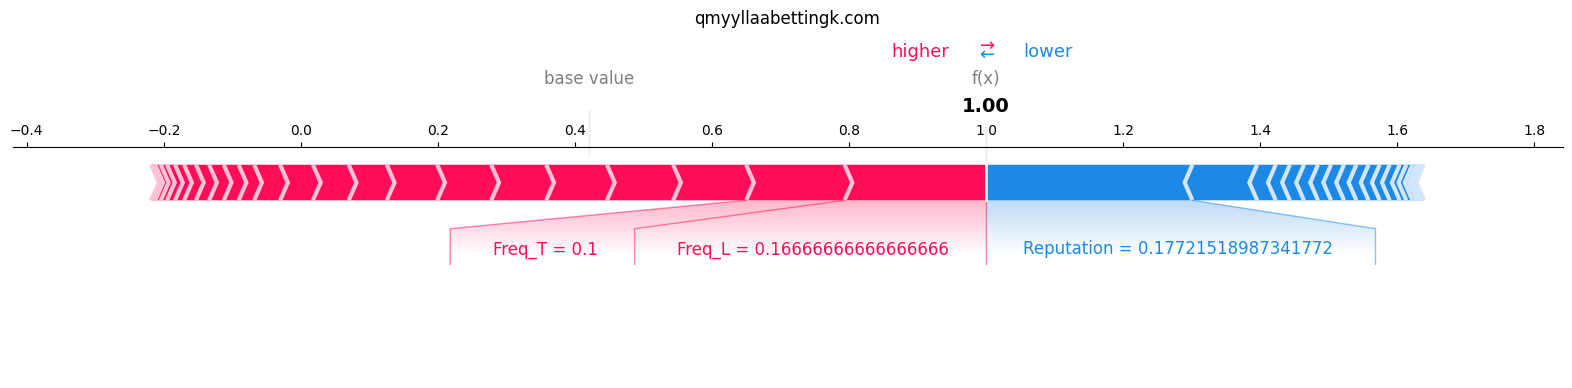 qmyyllaabettingk.com
higher ⇄ lower
base value f(x)
1.00
−0.4 −0.2 0.0 0.2 0.4 0.6 0.8 1.0 1.2 1.4 1.6 1.8
Freq_T = 0.1 Freq_L = 0.16666666666666666 Reputation = 0.17721518987341772